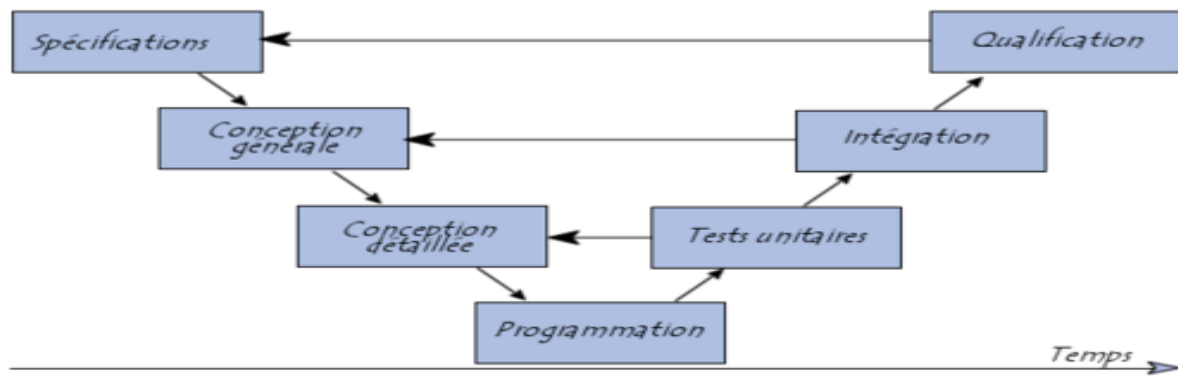 Spécifications
Qualification
Conception
générale
Intégration
Conception
détaillée
Tests unitaires
Programmation
Temps